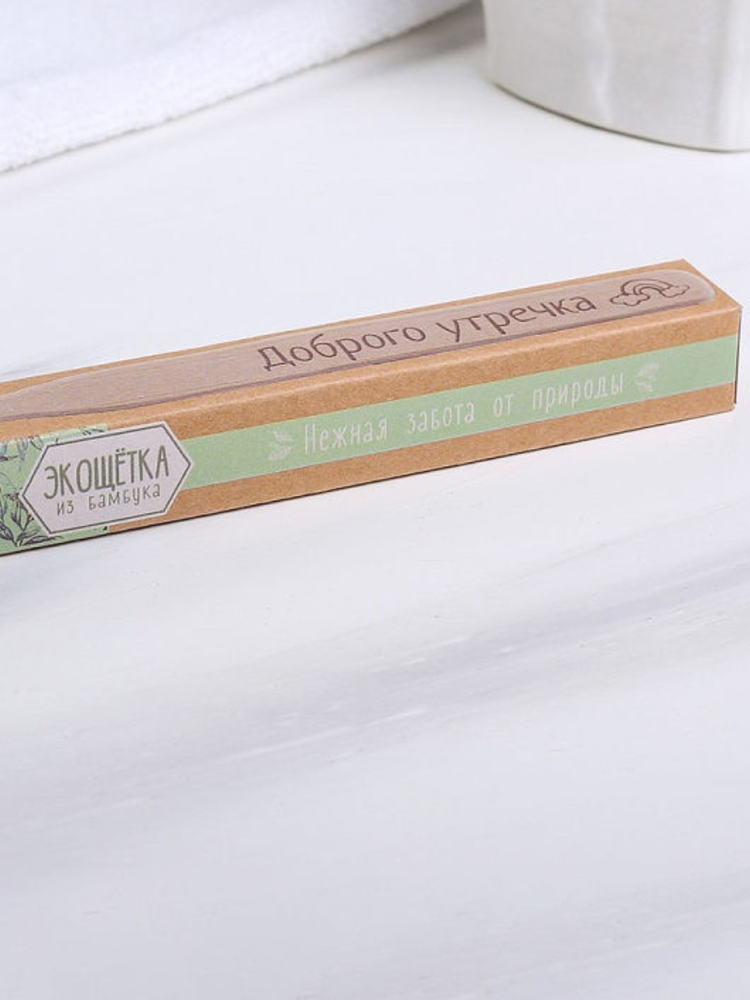 Доброго утречка
Нежная забота от природы
ЭКОЩЁТКА
ИЗ БАМБУКА